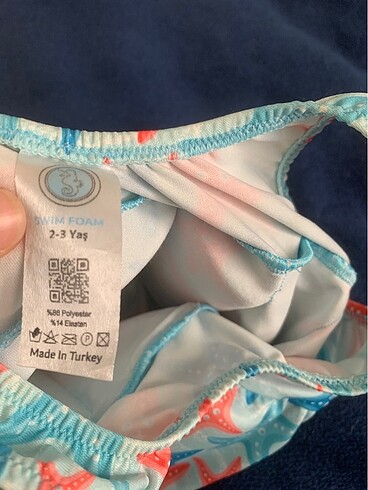 SWIM FOAM
2-3 Yaş
%86 Polyester
%14 Elastan
Made In Turkey